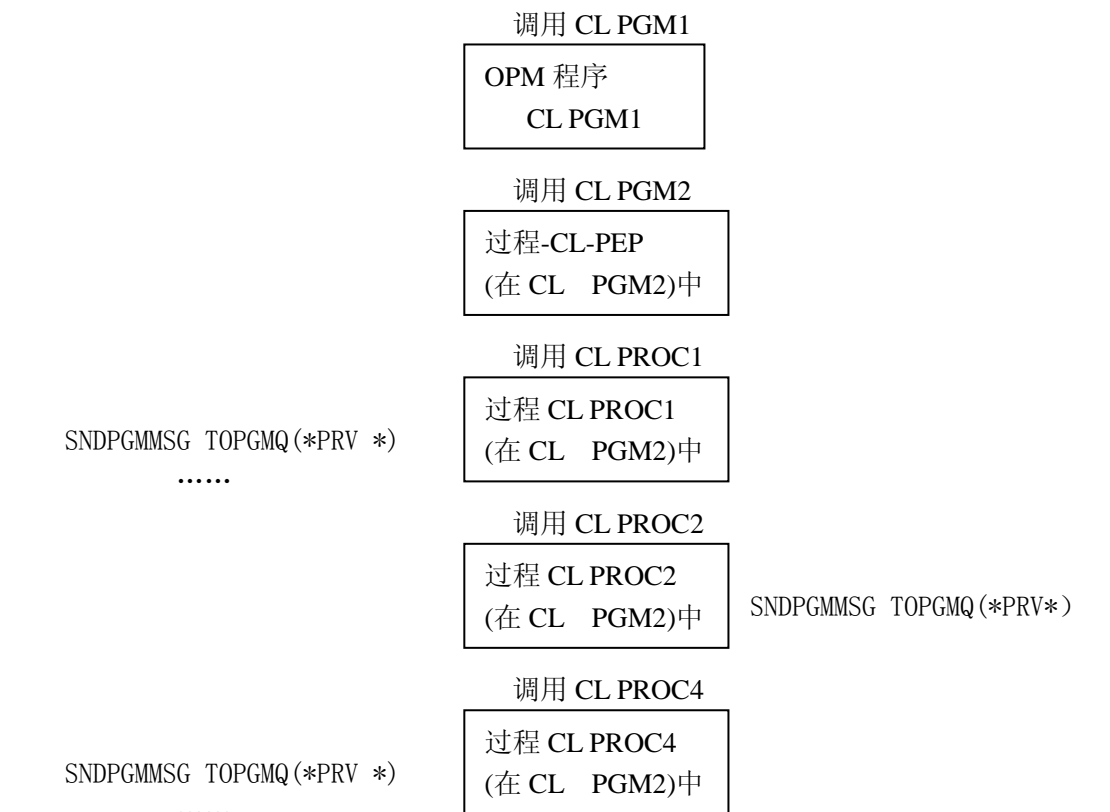 调用 CL PGM1
OPM 程序
CL PGM1
调用 CL PGM2
过程-CL-PEP
(在 CL PGM2)中
调用 CL PROC1
过程 CL PROC1
(在 CL PGM2)中
SNDPGMMSG TOPGMQ(*PRV *)
……
调用 CL PROC2
过程 CL PROC2
(在 CL PGM2)中
SNDPGMMSG TOPGMQ(*PRV*)
调用 CL PROC4
过程 CL PROC4
(在 CL PGM2)中
SNDPGMMSG TOPGMQ(*PRV *)
……